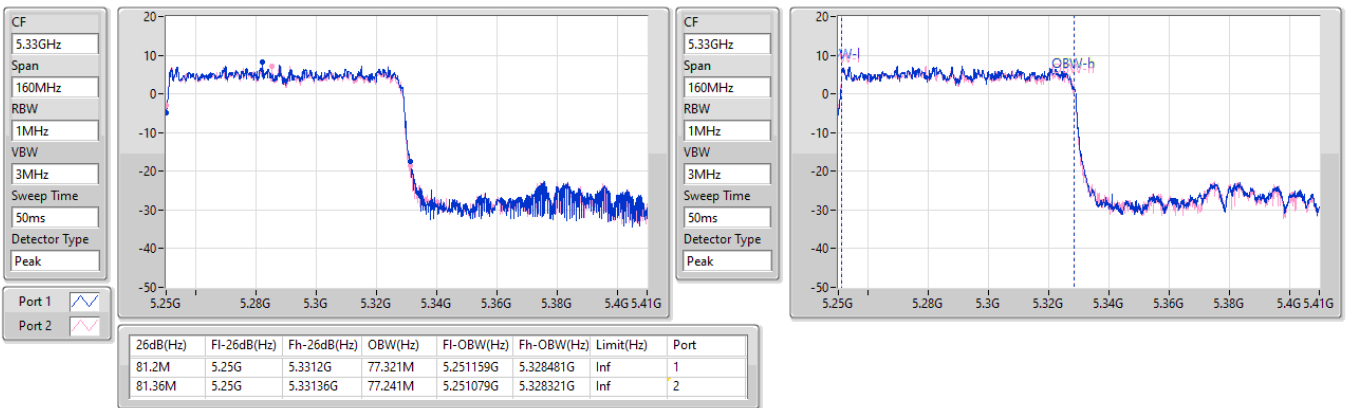 CF
5.33GHz
Span
160MHz
RBW
1MHz
VBW
3MHz
Sweep Time
50ms
Detector Type
Peak
Port 1
Port 2
20
10
0
-10
-20
-30
-40
-50
5.25G 5.28G 5.3G 5.32G 5.34G 5.36G 5.38G 5.4G 5.41G
CF
5.33GHz
Span
160MHz
RBW
1MHz
VBW
3MHz
Sweep Time
50ms
Detector Type
Peak
20
10
0
-10
-20
-30
-40
-50
W-l
OBW-h
5.25G 5.28G 5.3G 5.32G 5.34G 5.36G 5.38G 5.4G 5.41G
26dB(Hz) Fl-26dB(Hz) Fh-26dB(Hz) OBW(Hz) Fl-OBW(Hz) Fh-OBW(Hz) Limit(Hz) Port
81.2M 5.25G 5.3312G 77.321M 5.251159G 5.328481G Inf 1
81.36M 5.25G 5.33136G 77.241M 5.251079G 5.328321G Inf 2